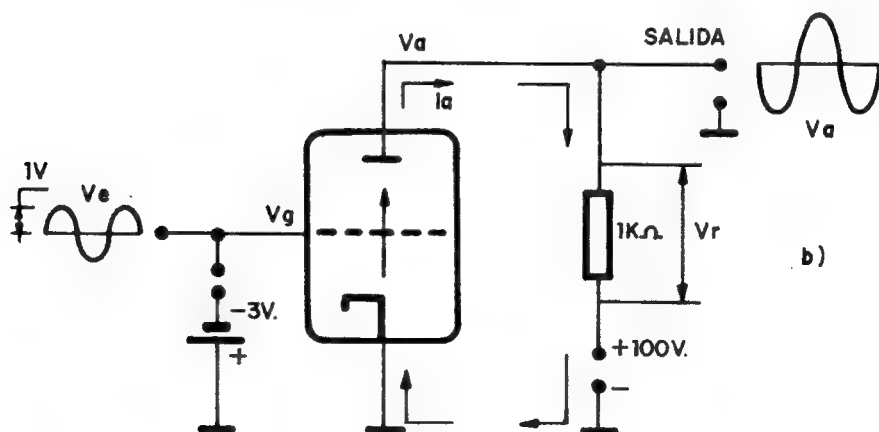 Va
SALIDA
Ia
Va
1V
Ve
Vg
1KΩ.
Vr
b)
-3V.
+
+100V.
-